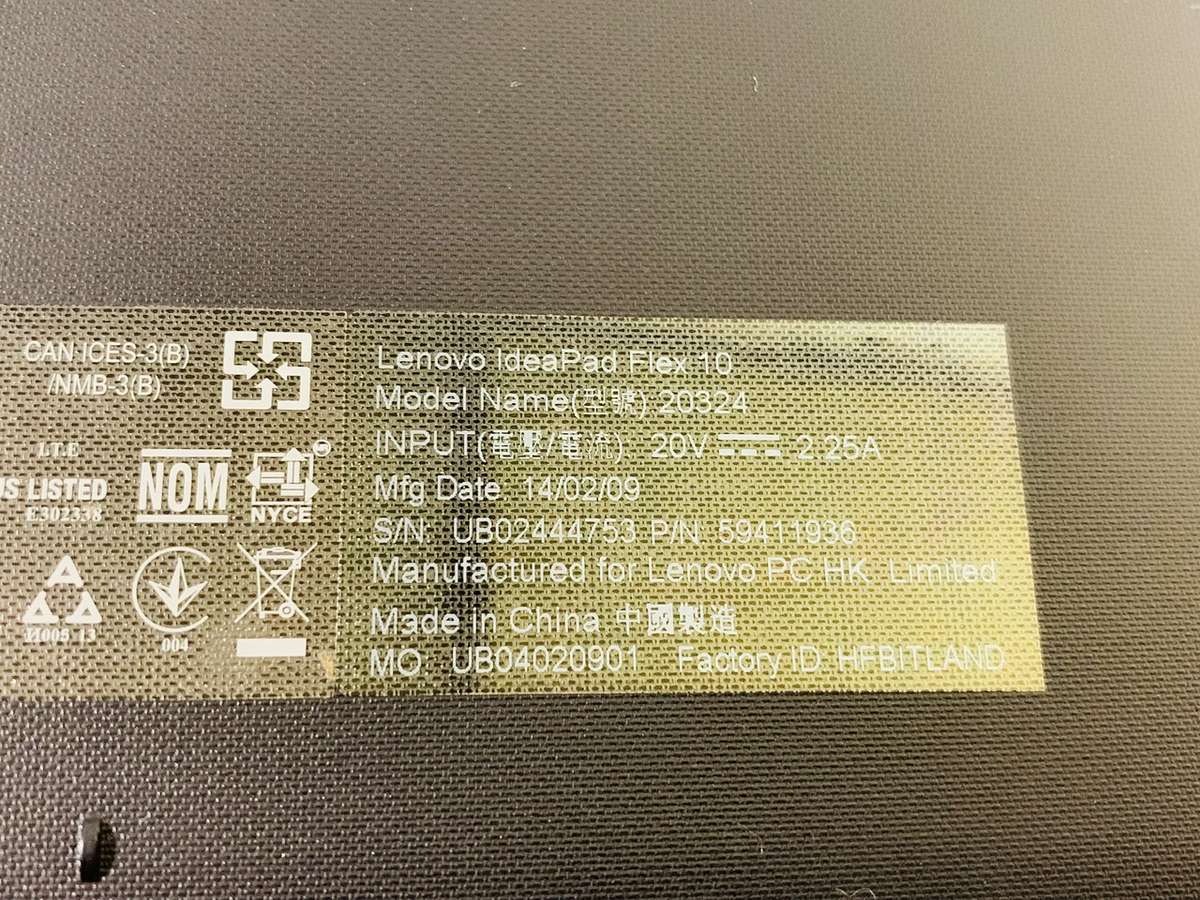 CAN ICES-3(B)
/NMB-3(B)
I.T.E
US LISTED
E302338
NOM
NYCE
И005 13
004
Lenovo IdeaPad Flex 10
Model Name(型號) 20324
INPUT(電壓/電流): 20V 2.25A
Mfg Date: 14/02/09
S/N: UB02444753 P/N: 59411936
Manufactured for Lenovo PC HK Limited
Made in China 中國製造
MO: UB04020901 Factory ID: HFBITLAND